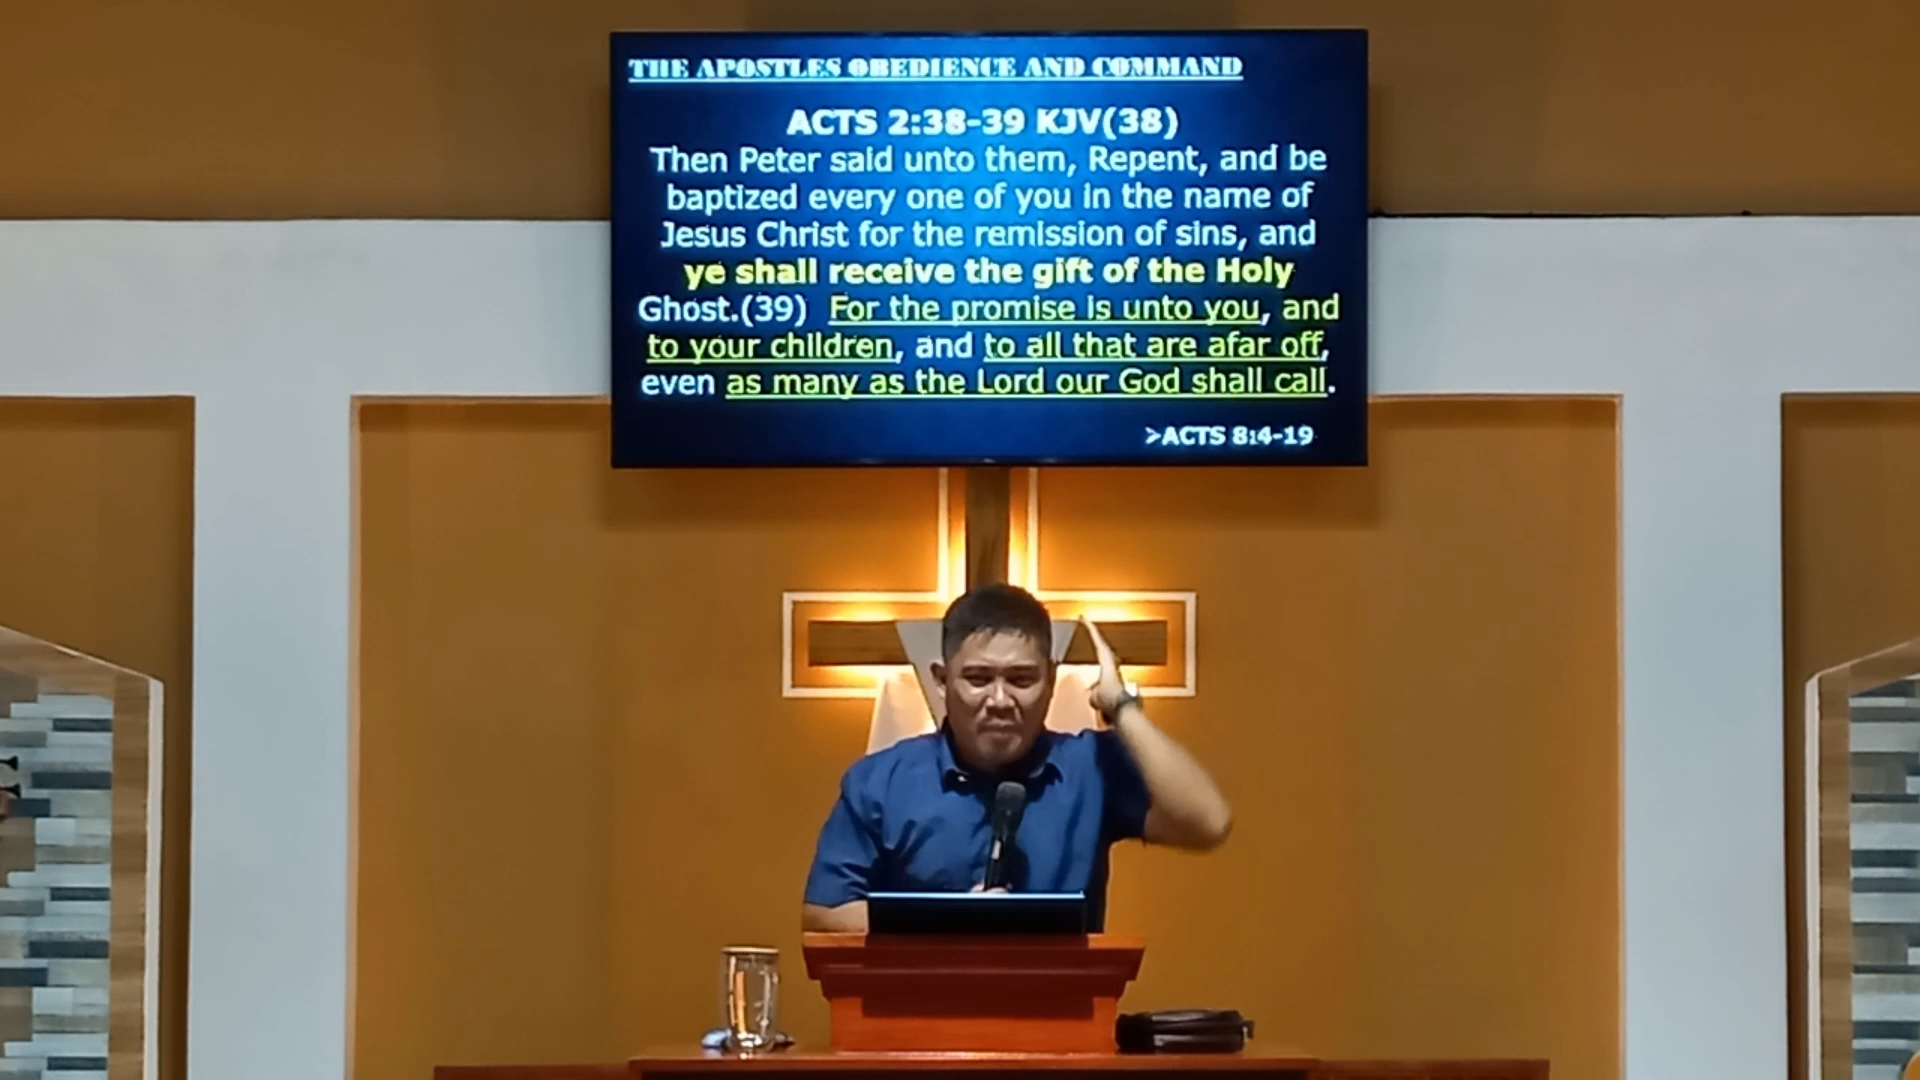 THE APOSTLES OBEDIENCE AND COMMAND
ACTS 2:38-39 KJV(38)
Then Peter said unto them, Repent, and be
baptized every one of you in the name of
Jesus Christ for the remission of sins, and
ye shall receive the gift of the Holy
Ghost.(39) For the promise is unto you, and
to your children, and to all that are afar off,
even as many as the Lord our God shall call.
>ACTS 8:4-19